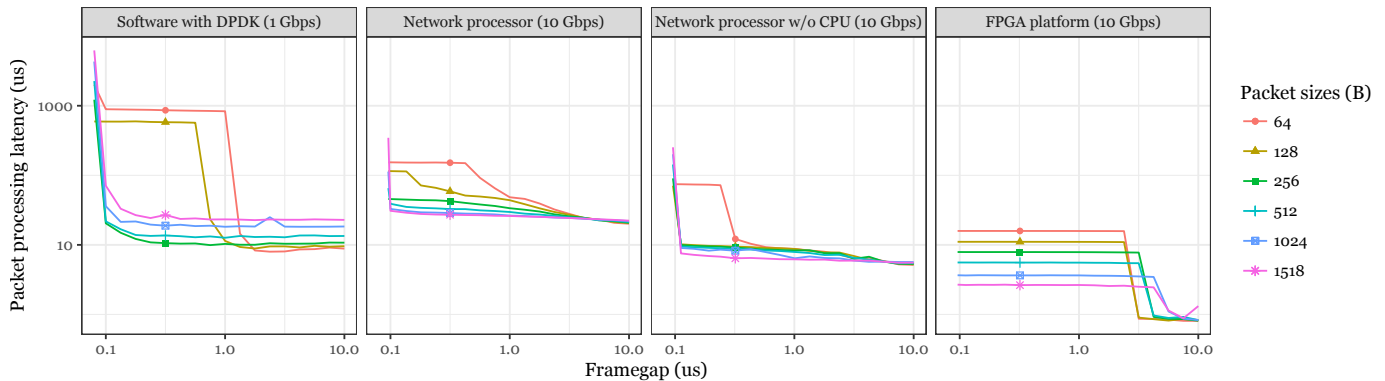 Software with DPDK (1 Gbps)
Network processor (10 Gbps)
Network processor w/o CPU (10 Gbps)
FPGA platform (10 Gbps)
Packet processing latency (us)
1000
10
0.1
1.0
10.0
0.1
1.0
10.0
0.1
1.0
10.0
0.1
1.0
10.0
Framegap (us)
Packet sizes (B)
64
128
256
512
1024
1518